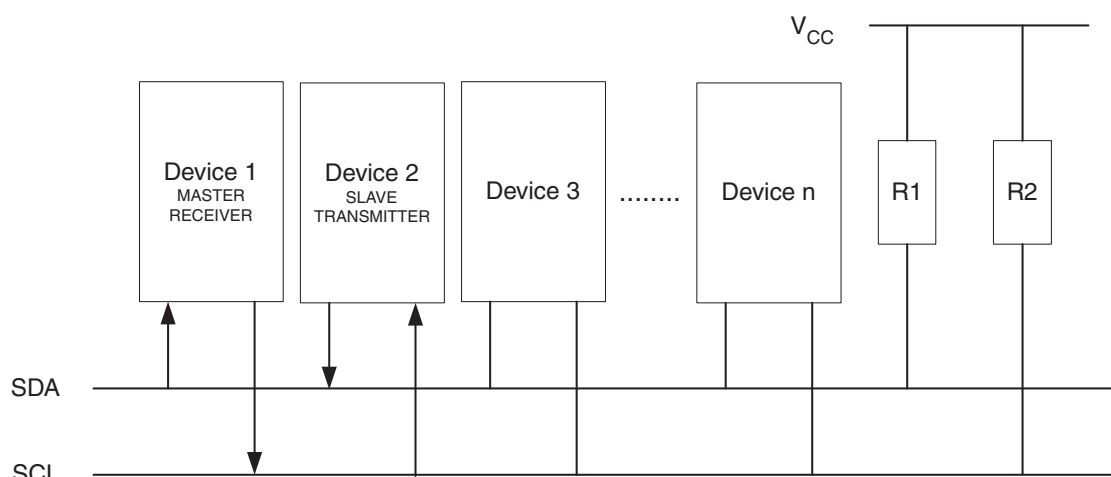 VCC
Device 1
MASTER
RECEIVER
Device 2
SLAVE
TRANSMITTER
Device 3
........
Device n
R1
R2
SDA
SCL